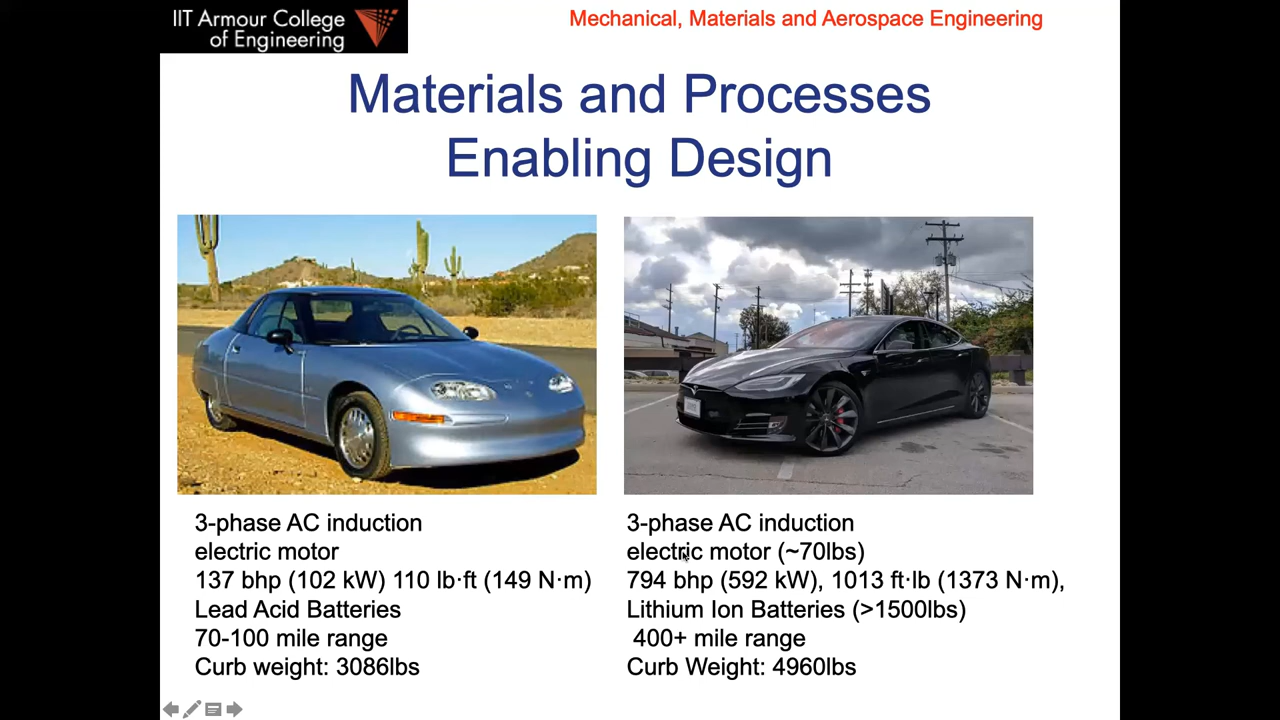 IIT Armour College
of Engineering
Mechanical, Materials and Aerospace Engineering
Materials and Processes
Enabling Design
3-phase AC induction
electric motor
137 bhp (102 kW) 110 lb·ft (149 N·m)
Lead Acid Batteries
70-100 mile range
Curb weight: 3086lbs
3-phase AC induction
electric motor (~70lbs)
794 bhp (592 kW), 1013 ft·lb (1373 N·m),
Lithium Ion Batteries (>1500lbs)
400+ mile range
Curb Weight: 4960lbs